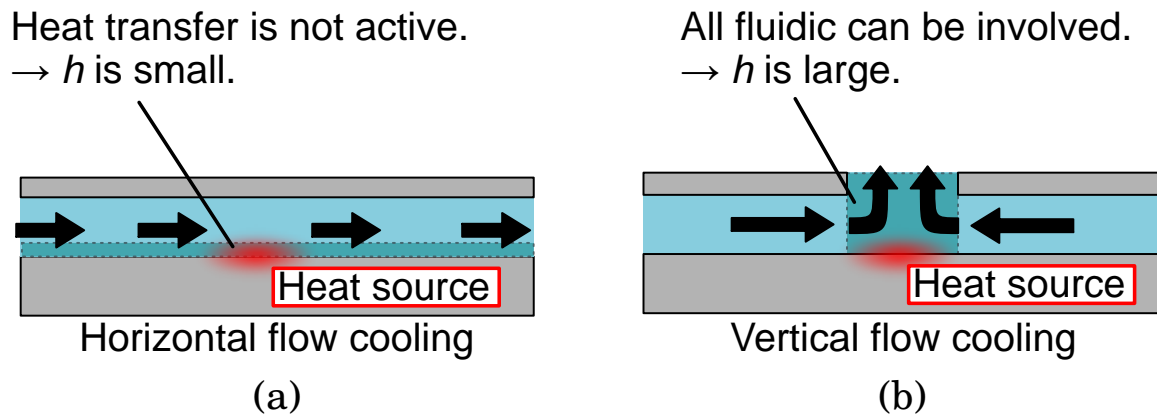 Heat transfer is not active.
→ h is small.
Heat source
Horizontal flow cooling
(a)
All fluidic can be involved.
→ h is large.
Heat source
Vertical flow cooling
(b)